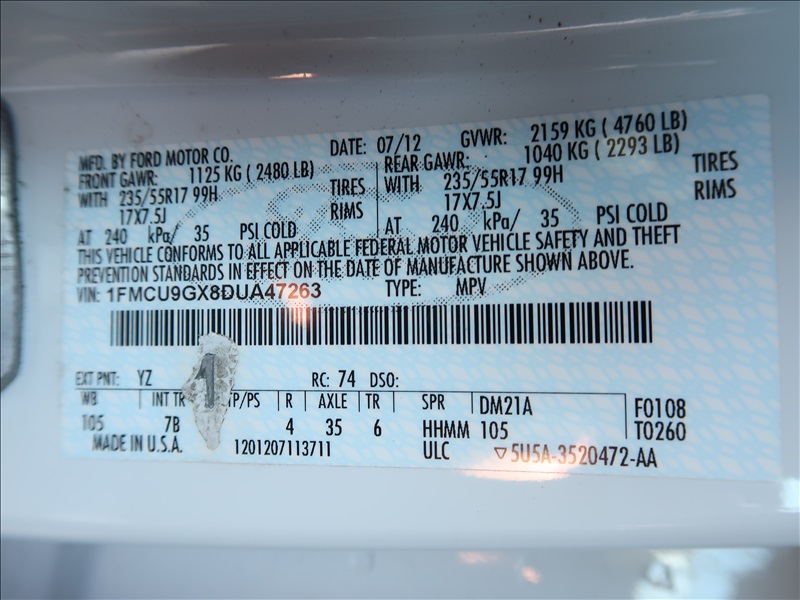 MFD. BY FORD MOTOR CO. DATE: 07/12 GVWR: 2159 KG ( 4760 LB)
FRONT GAWR: 1125 KG ( 2480 LB) REAR GAWR: 1040 KG ( 2293 LB)
WITH 235/55R17 99H TIRES WITH 235/55R17 99H TIRES
17X7.5J RIMS 17X7.5J RIMS
AT 240 kPa/ 35 PSI COLD AT 240 kPa/ 35 PSI COLD
THIS VEHICLE CONFORMS TO ALL APPLICABLE FEDERAL MOTOR VEHICLE SAFETY AND THEFT
PREVENTION STANDARDS IN EFFECT ON THE DATE OF MANUFACTURE SHOWN ABOVE.
VIN: 1FMCU9GX8DUA47263 TYPE: MPV
EXT PNT: YZ RC: 74 DSO:
WB INT TR 1 TP/PS R AXLE TR SPR DM21A F0108
105 7B 4 35 6 HHMM 105 T0260
MADE IN U.S.A. 1201207113711 ULC ▽5U5A-3520472-AA